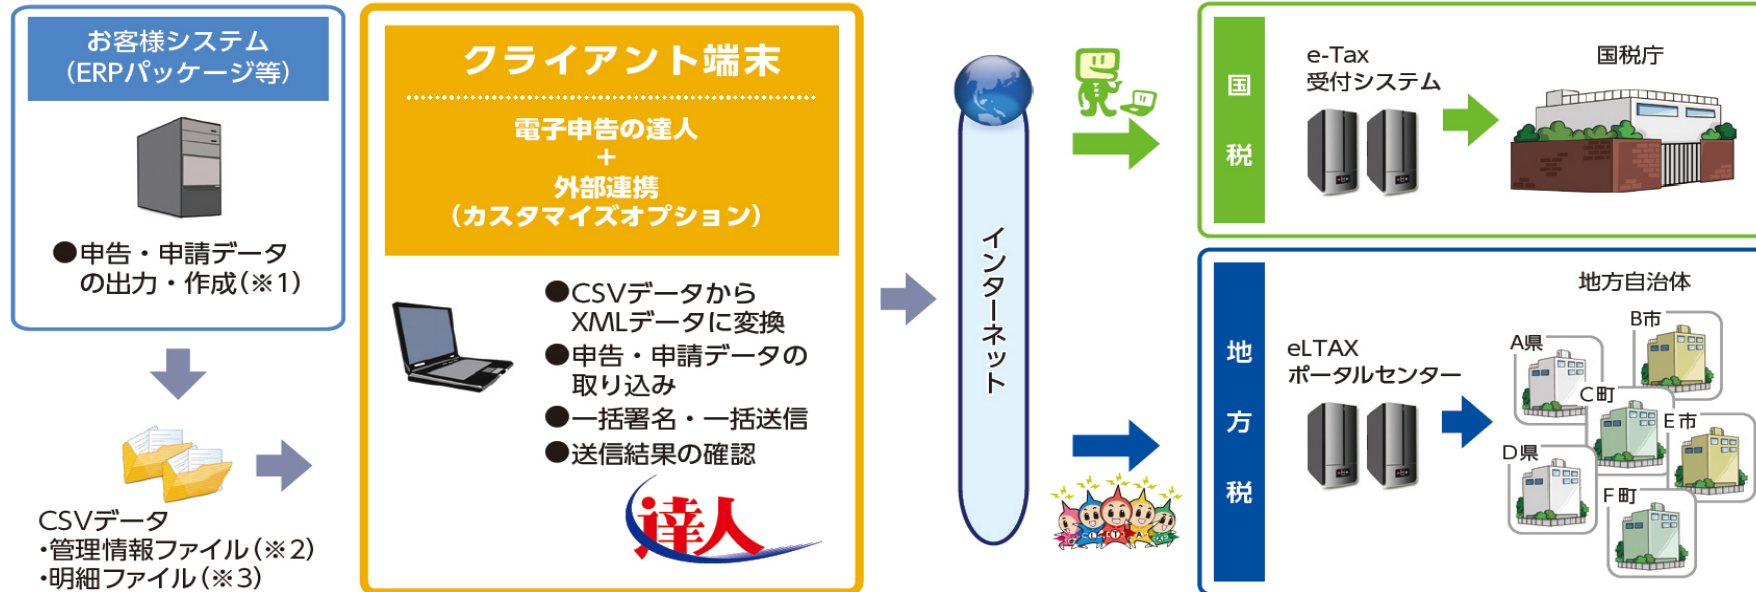 お客様システム
（ERPパッケージ等）
●申告・申請データ
の出力・作成（※1）
CSVデータ
・管理情報ファイル（※2）
・明細ファイル（※3）
クライアント端末
電子申告の達人
＋
外部連携
（カスタマイズオプション）
●CSVデータから
XMLデータに変換
●申告・申請データの
取り込み
●一括署名・一括送信
●送信結果の確認
達人
インターネット
国税
e-Tax
受付システム
国税庁
地方税
eLTAX
ポータルセンター
地方自治体
A県
B市
C町
D県
E市
F町